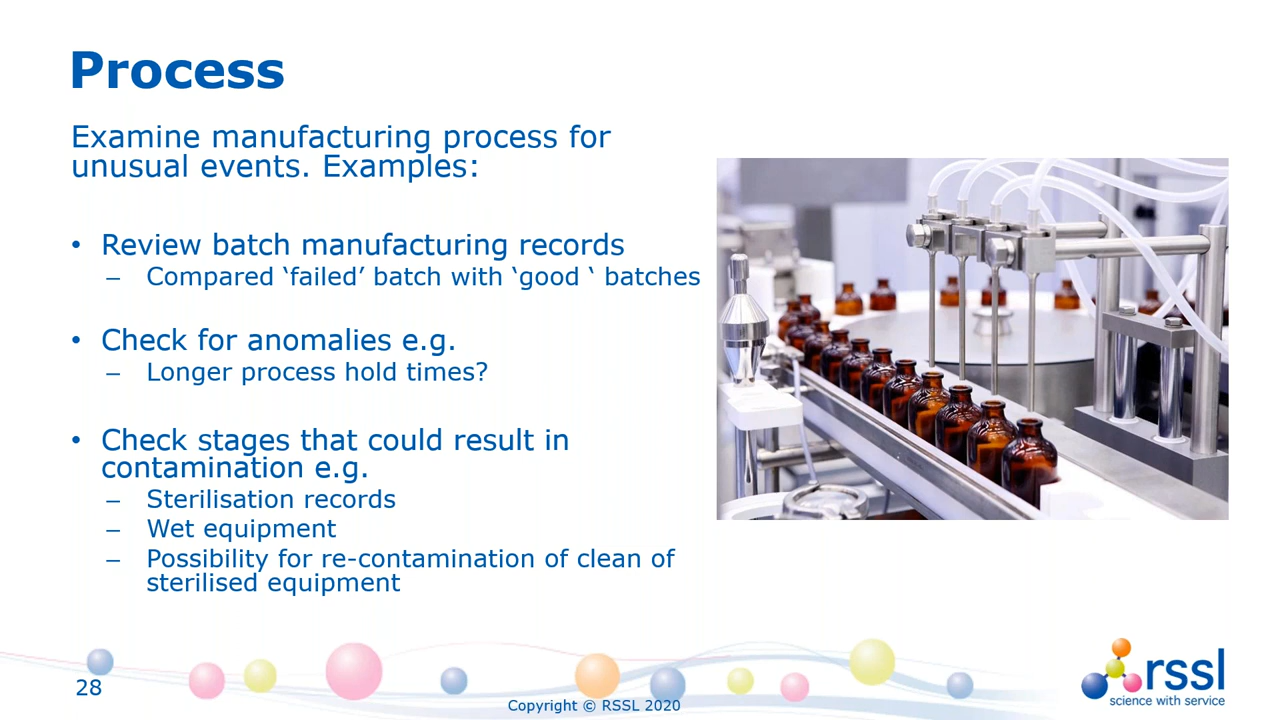 Process
Examine manufacturing process for
unusual events. Examples:
• Review batch manufacturing records
– Compared ‘failed’ batch with ‘good ‘ batches
• Check for anomalies e.g.
– Longer process hold times?
• Check stages that could result in
contamination e.g.
– Sterilisation records
– Wet equipment
– Possibility for re-contamination of clean of
sterilised equipment
28
Copyright © RSSL 2020
rssl
science with service